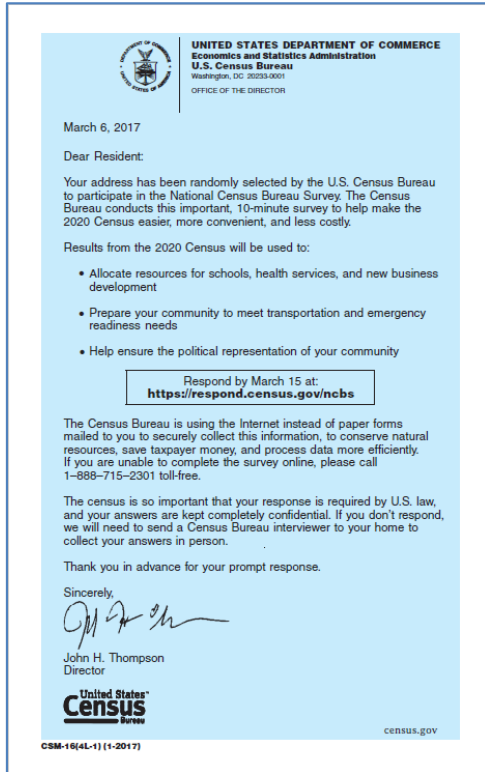 DEPARTMENT OF COMMERCE
UNITED STATES OF AMERICA
UNITED STATES DEPARTMENT OF COMMERCE
Economics and Statistics Administration
U.S. Census Bureau
Washington, DC 20233-0001
OFFICE OF THE DIRECTOR
March 6, 2017
Dear Resident:
Your address has been randomly selected by the U.S. Census Bureau
to participate in the National Census Bureau Survey. The Census
Bureau conducts this important, 10-minute survey to help make the
2020 Census easier, more convenient, and less costly.
Results from the 2020 Census will be used to:
• Allocate resources for schools, health services, and new business
development
• Prepare your community to meet transportation and emergency
readiness needs
• Help ensure the political representation of your community
Respond by March 15 at:
https://respond.census.gov/ncbs
The Census Bureau is using the Internet instead of paper forms
mailed to you to securely collect this information, to conserve natural
resources, save taxpayer money, and process data more efficiently.
If you are unable to complete the survey online, please call
1–888–715–2301 toll-free.
The census is so important that your response is required by U.S. law,
and your answers are kept completely confidential. If you don't respond,
we will need to send a Census Bureau interviewer to your home to
collect your answers in person.
Thank you in advance for your prompt response.
Sincerely,
John H. Thompson
Director
United States™
Census
Bureau
census.gov
CSM-16(4L-1) (1-2017)